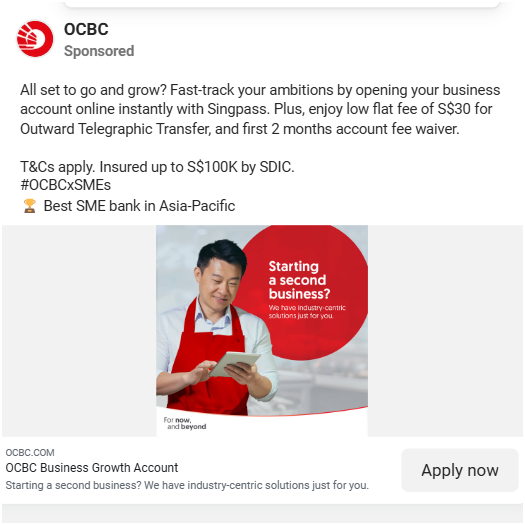 OCBC
Sponsored
All set to go and grow? Fast-track your ambitions by opening your business
account online instantly with Singpass. Plus, enjoy low flat fee of S$30 for
Outward Telegraphic Transfer, and first 2 months account fee waiver.
T&Cs apply. Insured up to S$100K by SDIC.
#OCBCxSMEs
🏆 Best SME bank in Asia-Pacific
Starting
a second
business?
We have industry-centric
solutions just for you.
For now,
and beyond
OCBC.COM
OCBC Business Growth Account
Starting a second business? We have industry-centric solutions just for you.
Apply now